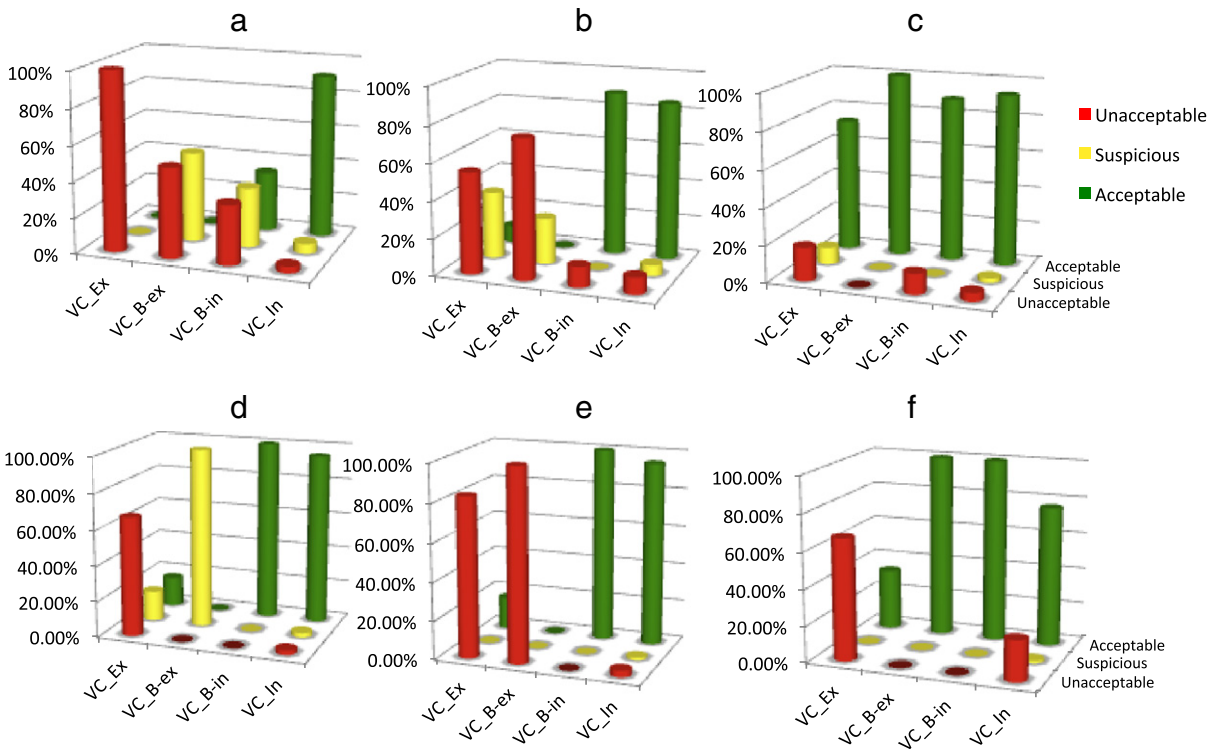 a
100%
80%
60%
40%
20%
0%
VC_Ex
VC_B-ex
VC_B-in
VC_In
b
100%
80%
60%
40%
20%
0%
VC_Ex
VC_B-ex
VC_B-in
VC_In
c
100%
80%
60%
40%
20%
0%
VC_Ex
VC_B-ex
VC_B-in
VC_In
Acceptable
Suspicious
Unacceptable
Unacceptable
Suspicious
Acceptable
d
100.00%
80.00%
60.00%
40.00%
20.00%
0.00%
VC_Ex
VC_B-ex
VC_B-in
VC_In
e
100.00%
80.00%
60.00%
40.00%
20.00%
0.00%
VC_Ex
VC_B-ex
VC_B-in
VC_In
f
100.00%
80.00%
60.00%
40.00%
20.00%
0.00%
VC_Ex
VC_B-ex
VC_B-in
VC_In
Acceptable
Suspicious
Unacceptable